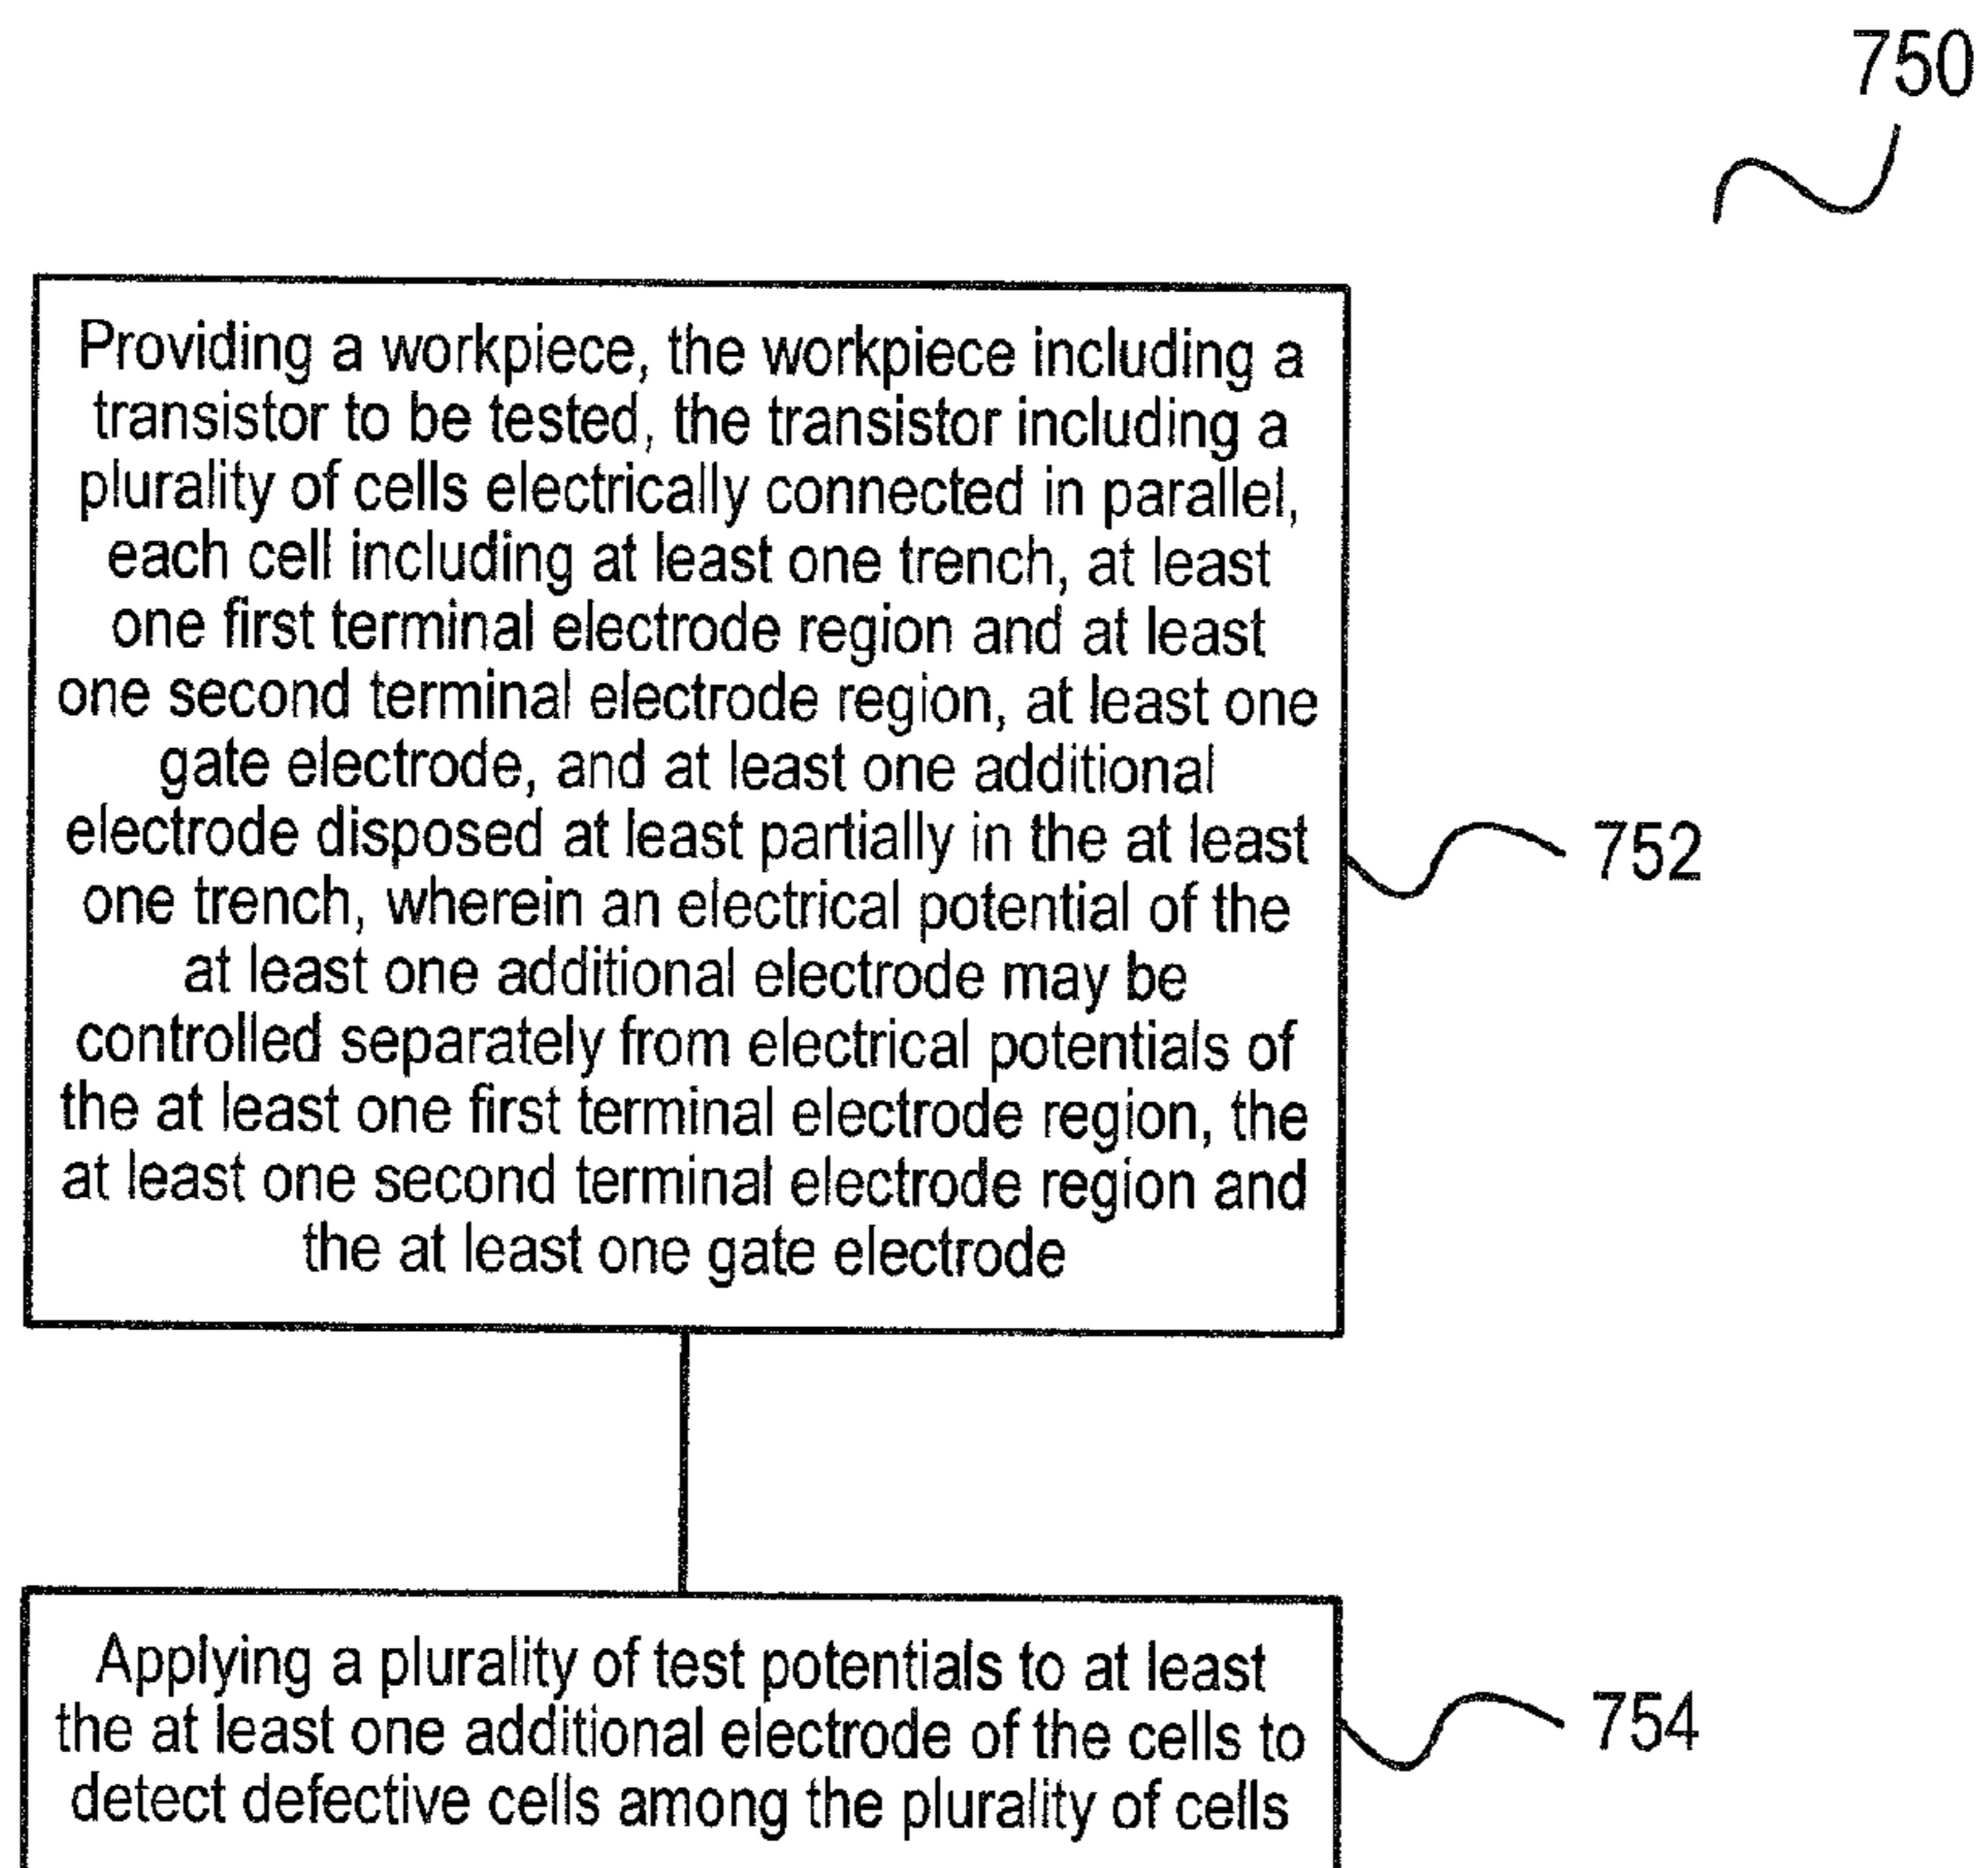 750
Providing a workpiece, the workpiece including a
transistor to be tested, the transistor including a
plurality of cells electrically connected in parallel,
each cell including at least one trench, at least
one first terminal electrode region and at least
one second terminal electrode region, at least one
gate electrode, and at least one additional
electrode disposed at least partially in the at least
one trench, wherein an electrical potential of the
at least one additional electrode may be
controlled separately from electrical potentials of
the at least one first terminal electrode region, the
at least one second terminal electrode region and
the at least one gate electrode
752
Applying a plurality of test potentials to at least
the at least one additional electrode of the cells to
detect defective cells among the plurality of cells
754